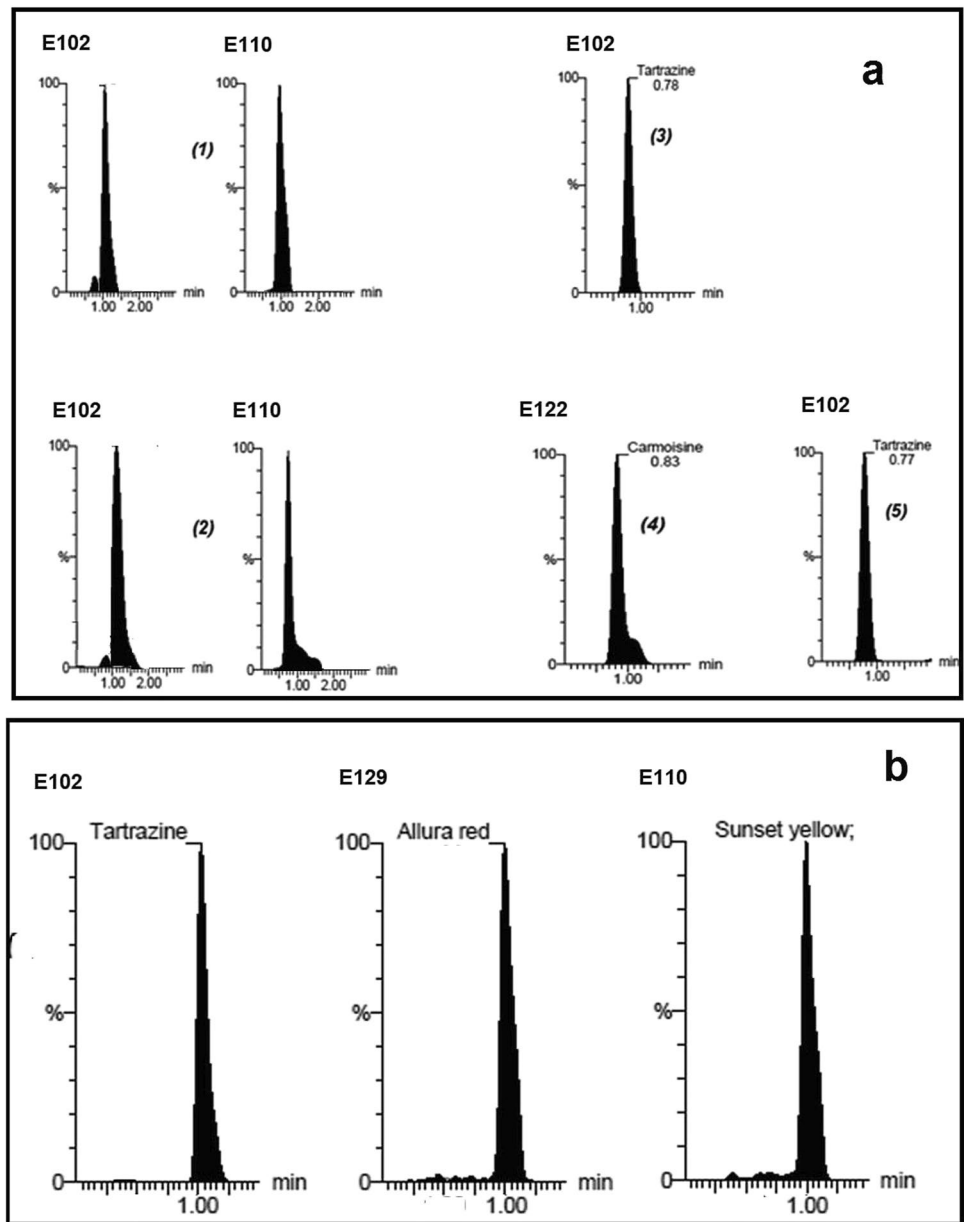 a
E102
E110
E102
100
%
0
1.00 2.00
min
(1)
100
%
0
1.00 2.00
min
Tartrazine
0.78
100
(3)
%
0
1.00
min
E102
E110
E122
E102
100
%
0
1.00 2.00
min
(2)
100
%
0
1.00 2.00
min
Carmoisine
0.83
100
(4)
%
0
1.00
min
Tartrazine
0.77
100
(5)
%
0
1.00
min
b
E102
E129
E110
Tartrazine
100
%
0
1.00
min
Allura red
100
%
0
1.00
min
Sunset yellow;
100
%
0
1.00
min